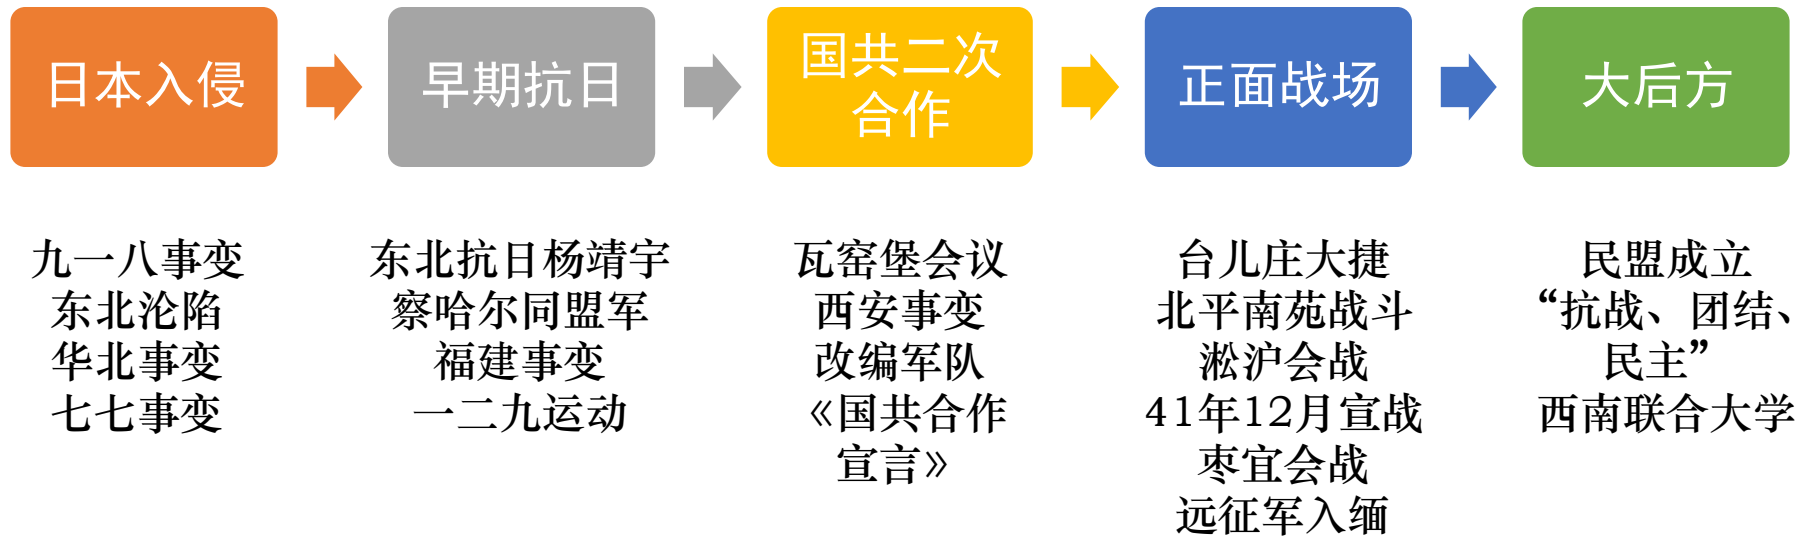 日本入侵
早期抗日
国共二次
合作
正面战场
大后方
九一八事变
东北沦陷
华北事变
七七事变
东北抗日杨靖宇
察哈尔同盟军
福建事变
一二九运动
瓦窑堡会议
西安事变
改编军队
《国共合作
宣言》
台儿庄大捷
北平南苑战斗
淞沪会战
41年12月宣战
枣宜会战
远征军入缅
民盟成立
“抗战、团结、
民主”
西南联合大学